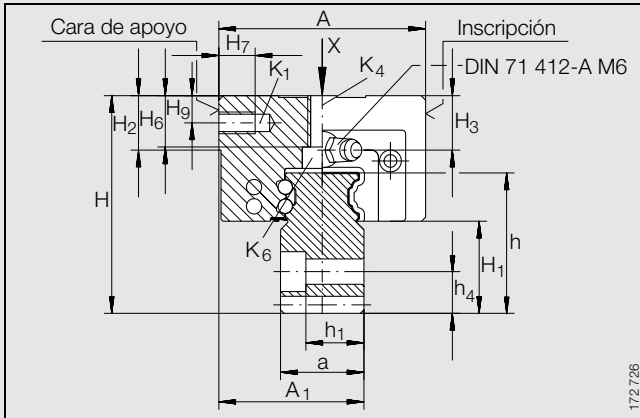 Cara de apoyo
A
Inscripción
H7
X
K1
K4
DIN 71 412-A M6
H2
H6
H9
H3
H
K6
H1
h
h4
h1
a
A1
172 726